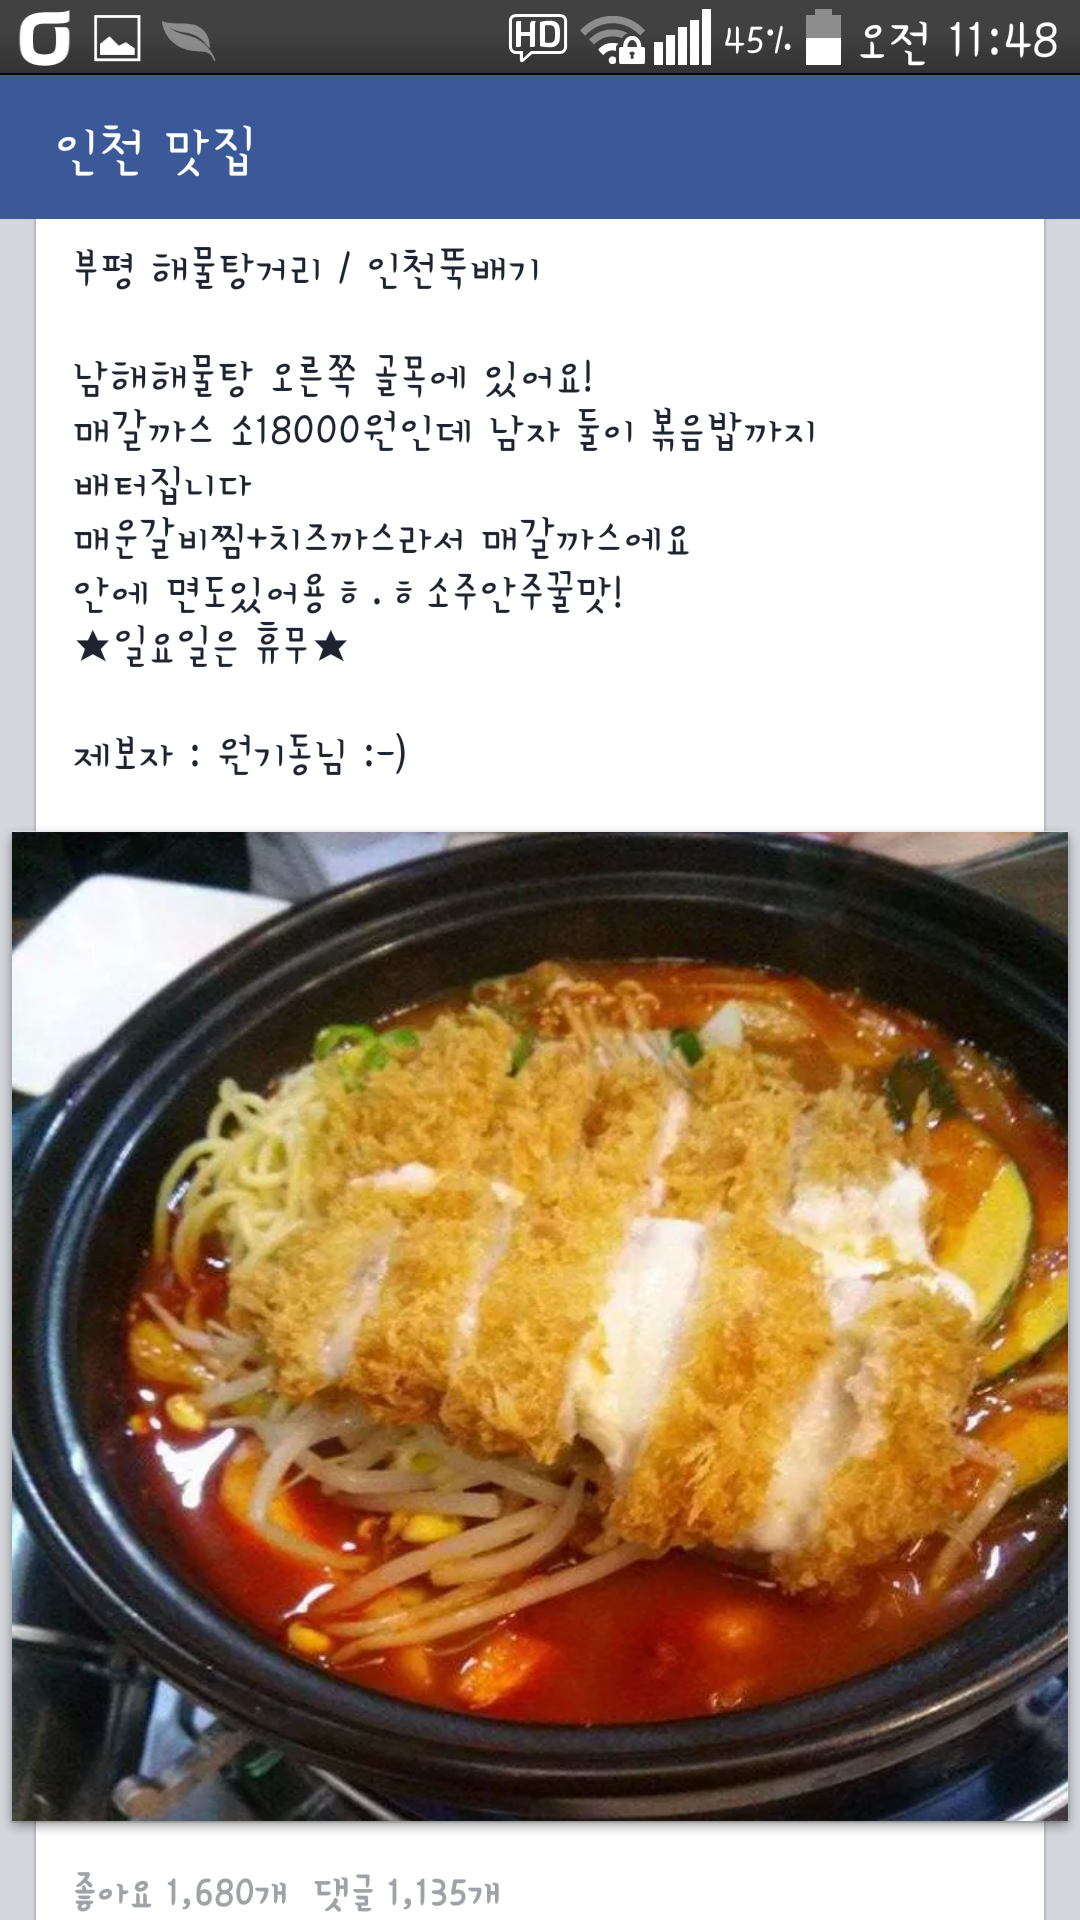 HD 45% 오전 11:48
인천 맛집
부평 해물탕거리 / 인천뚝배기
남해해물탕 오른쪽 골목에 있어요!
매갈까스 소18000원인데 남자 둘이 볶음밥까지
배터집니다
매운갈비찜+치즈까스라서 매갈까스에요
안에 면도있어용ㅎ.ㅎ소주안주꿀맛!
★일요일은 휴무★
제보자 : 원기동님 :-)
좋아요 1,680개 댓글 1,135개